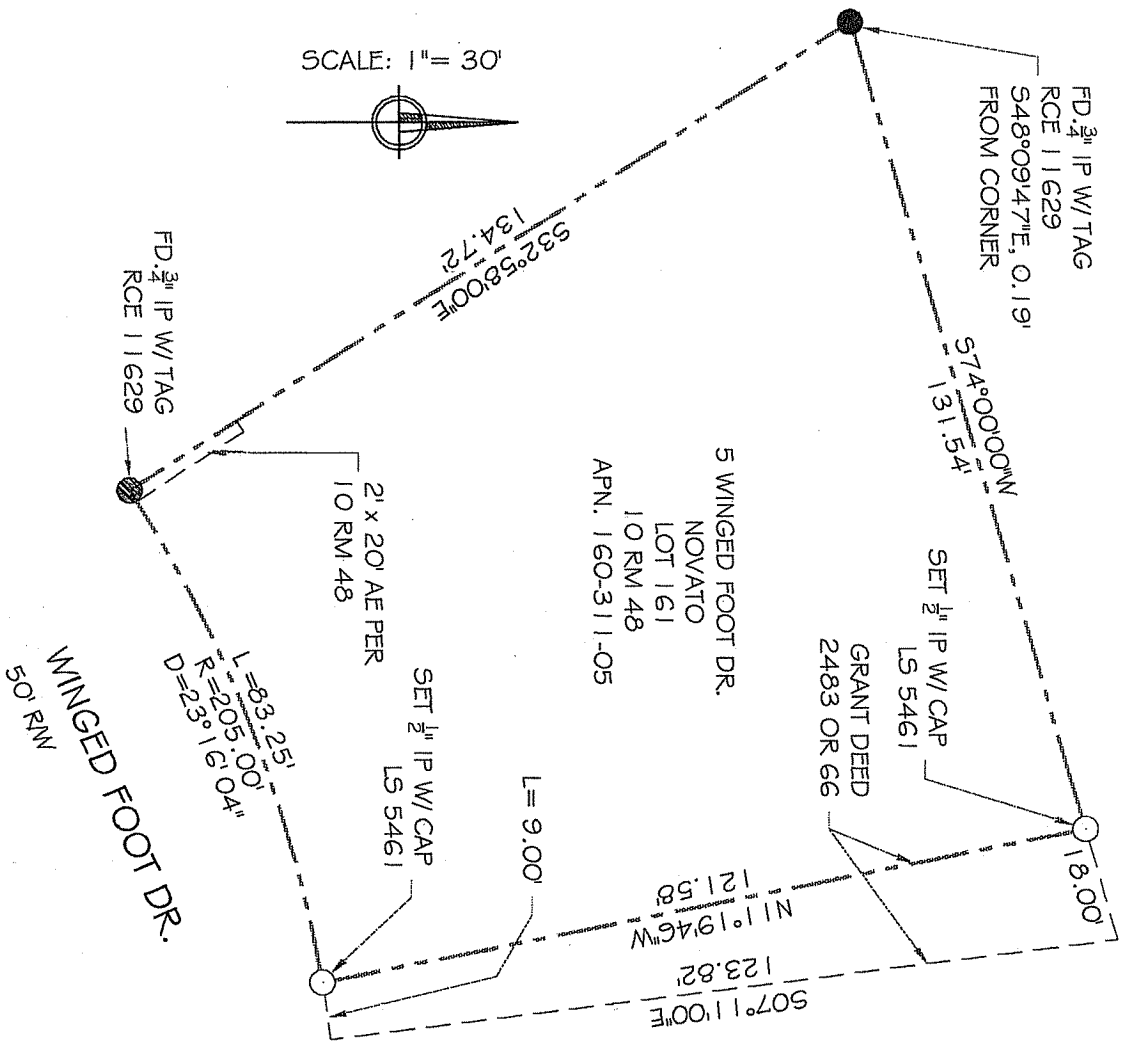 SCALE: 1"= 30'
FD. 3/4" IP W/ TAG
RCE 11629
S48°09'47"E, 0.19'
FROM CORNER
S32°58'00"E
134.72'
S74°00'00"W
131.54'
FD. 3/4" IP W/ TAG
RCE 11629
2' x 20' AE PER
10 RM 48
5 WINGED FOOT DR.
NOVATO
LOT 161
10 RM 48
APN. 160-311-05
SET 1/2" IP W/ CAP
LS 5461
GRANT DEED
2483 OR 66
18.00'
L=83.25'
R=205.00'
D=23°16'04"
SET 1/2" IP W/ CAP
LS 5461
L= 9.00'
N11°19'46"W
121.58'
S07°11'00"E
123.82'
WINGED FOOT DR.
50' R/W